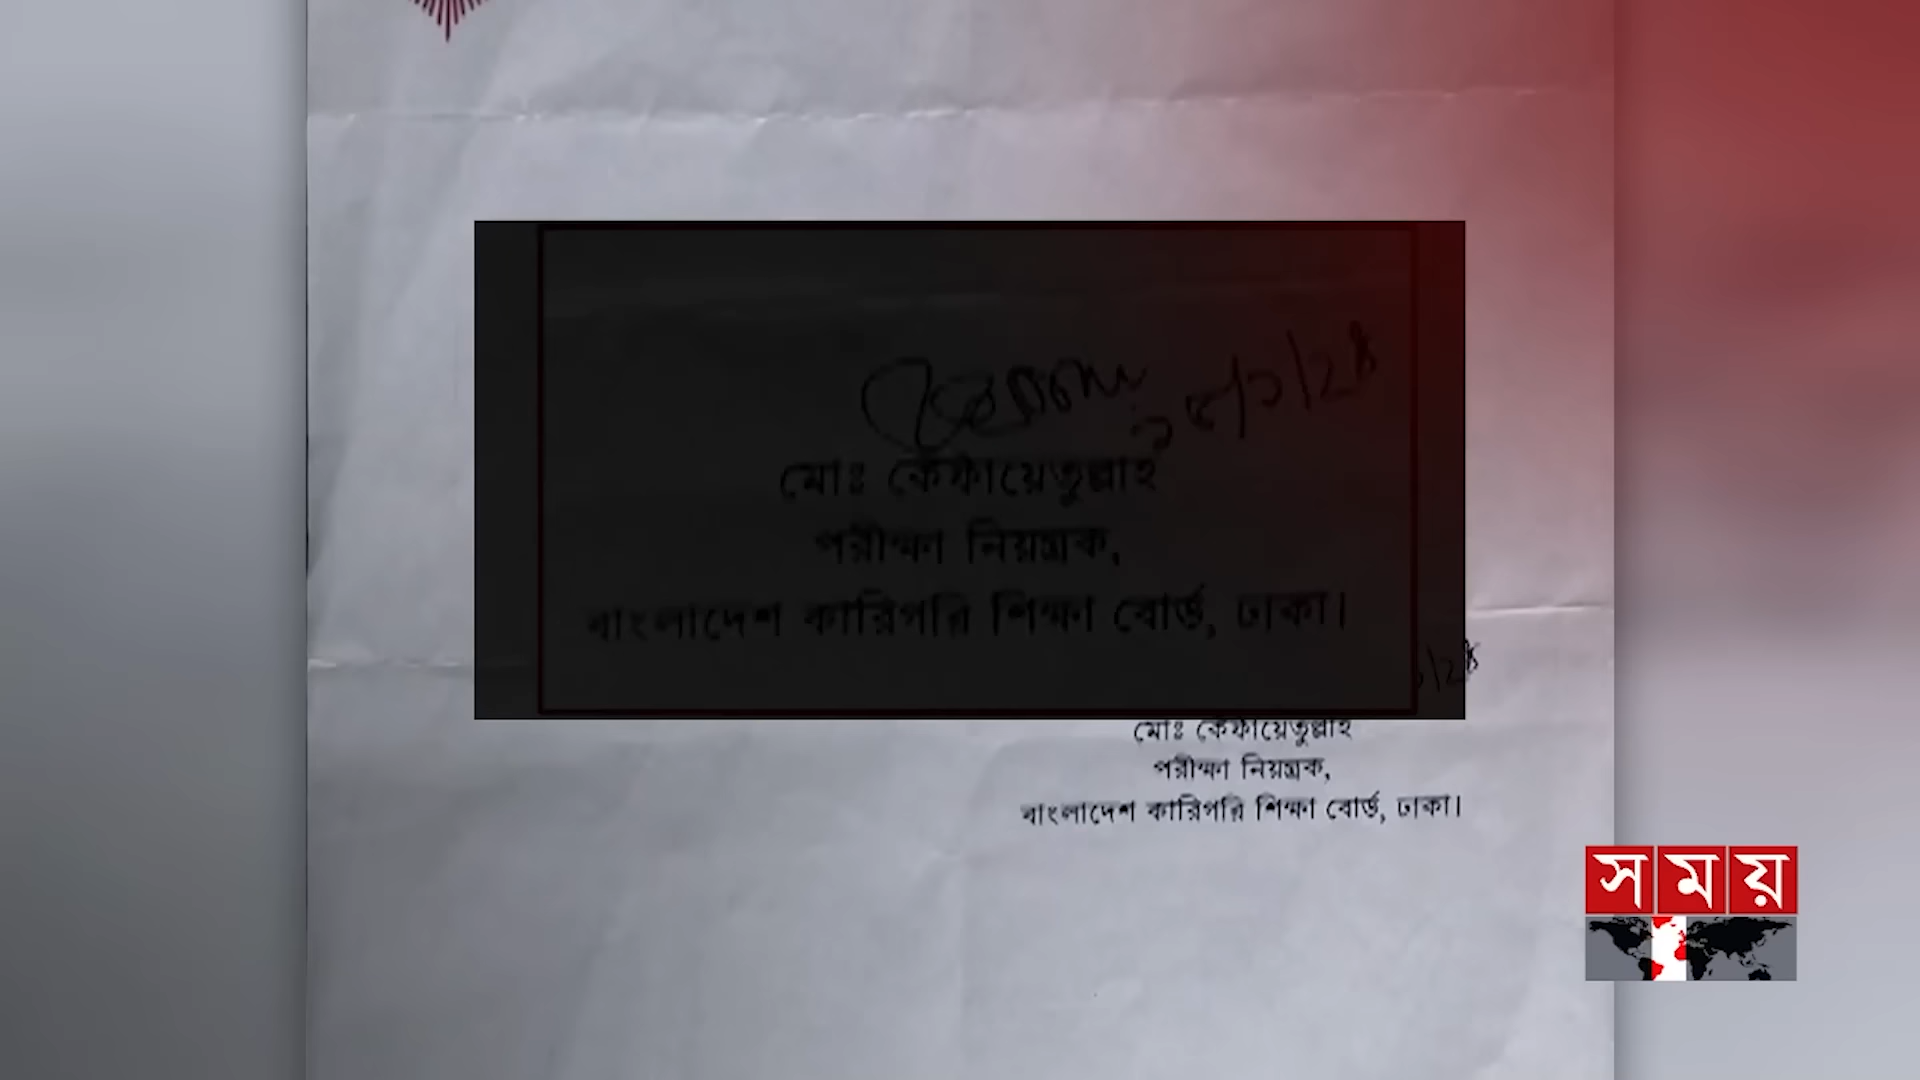 মোঃ কেফায়েতুল্লাহ
পরীক্ষা নিয়ন্ত্রক,
বাংলাদেশ কারিগরি শিক্ষা বোর্ড, ঢাকা।
মোঃ কেফায়েতুল্লাহ
পরীক্ষা নিয়ন্ত্রক,
বাংলাদেশ কারিগরি শিক্ষা বোর্ড, ঢাকা।
সময়